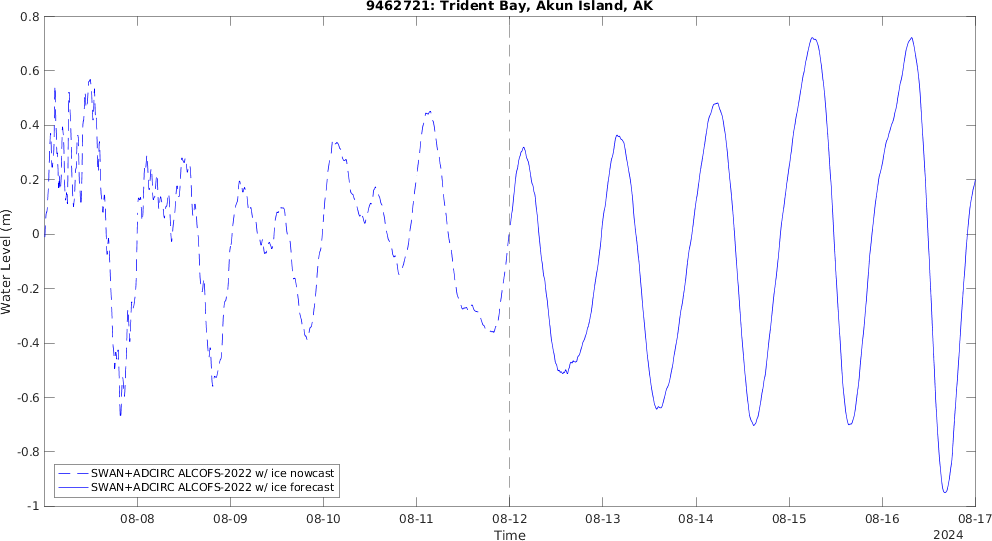 9462721: Trident Bay, Akun Island, AK
0.8
0.6
0.4
0.2
0
-0.2
-0.4
-0.6
-0.8
-1
Water Level (m)
SWAN+ADCIRC ALCOFS-2022 w/ ice nowcast
SWAN+ADCIRC ALCOFS-2022 w/ ice forecast
08-08 08-09 08-10 08-11 08-12 08-13 08-14 08-15 08-16 08-17
Time
2024